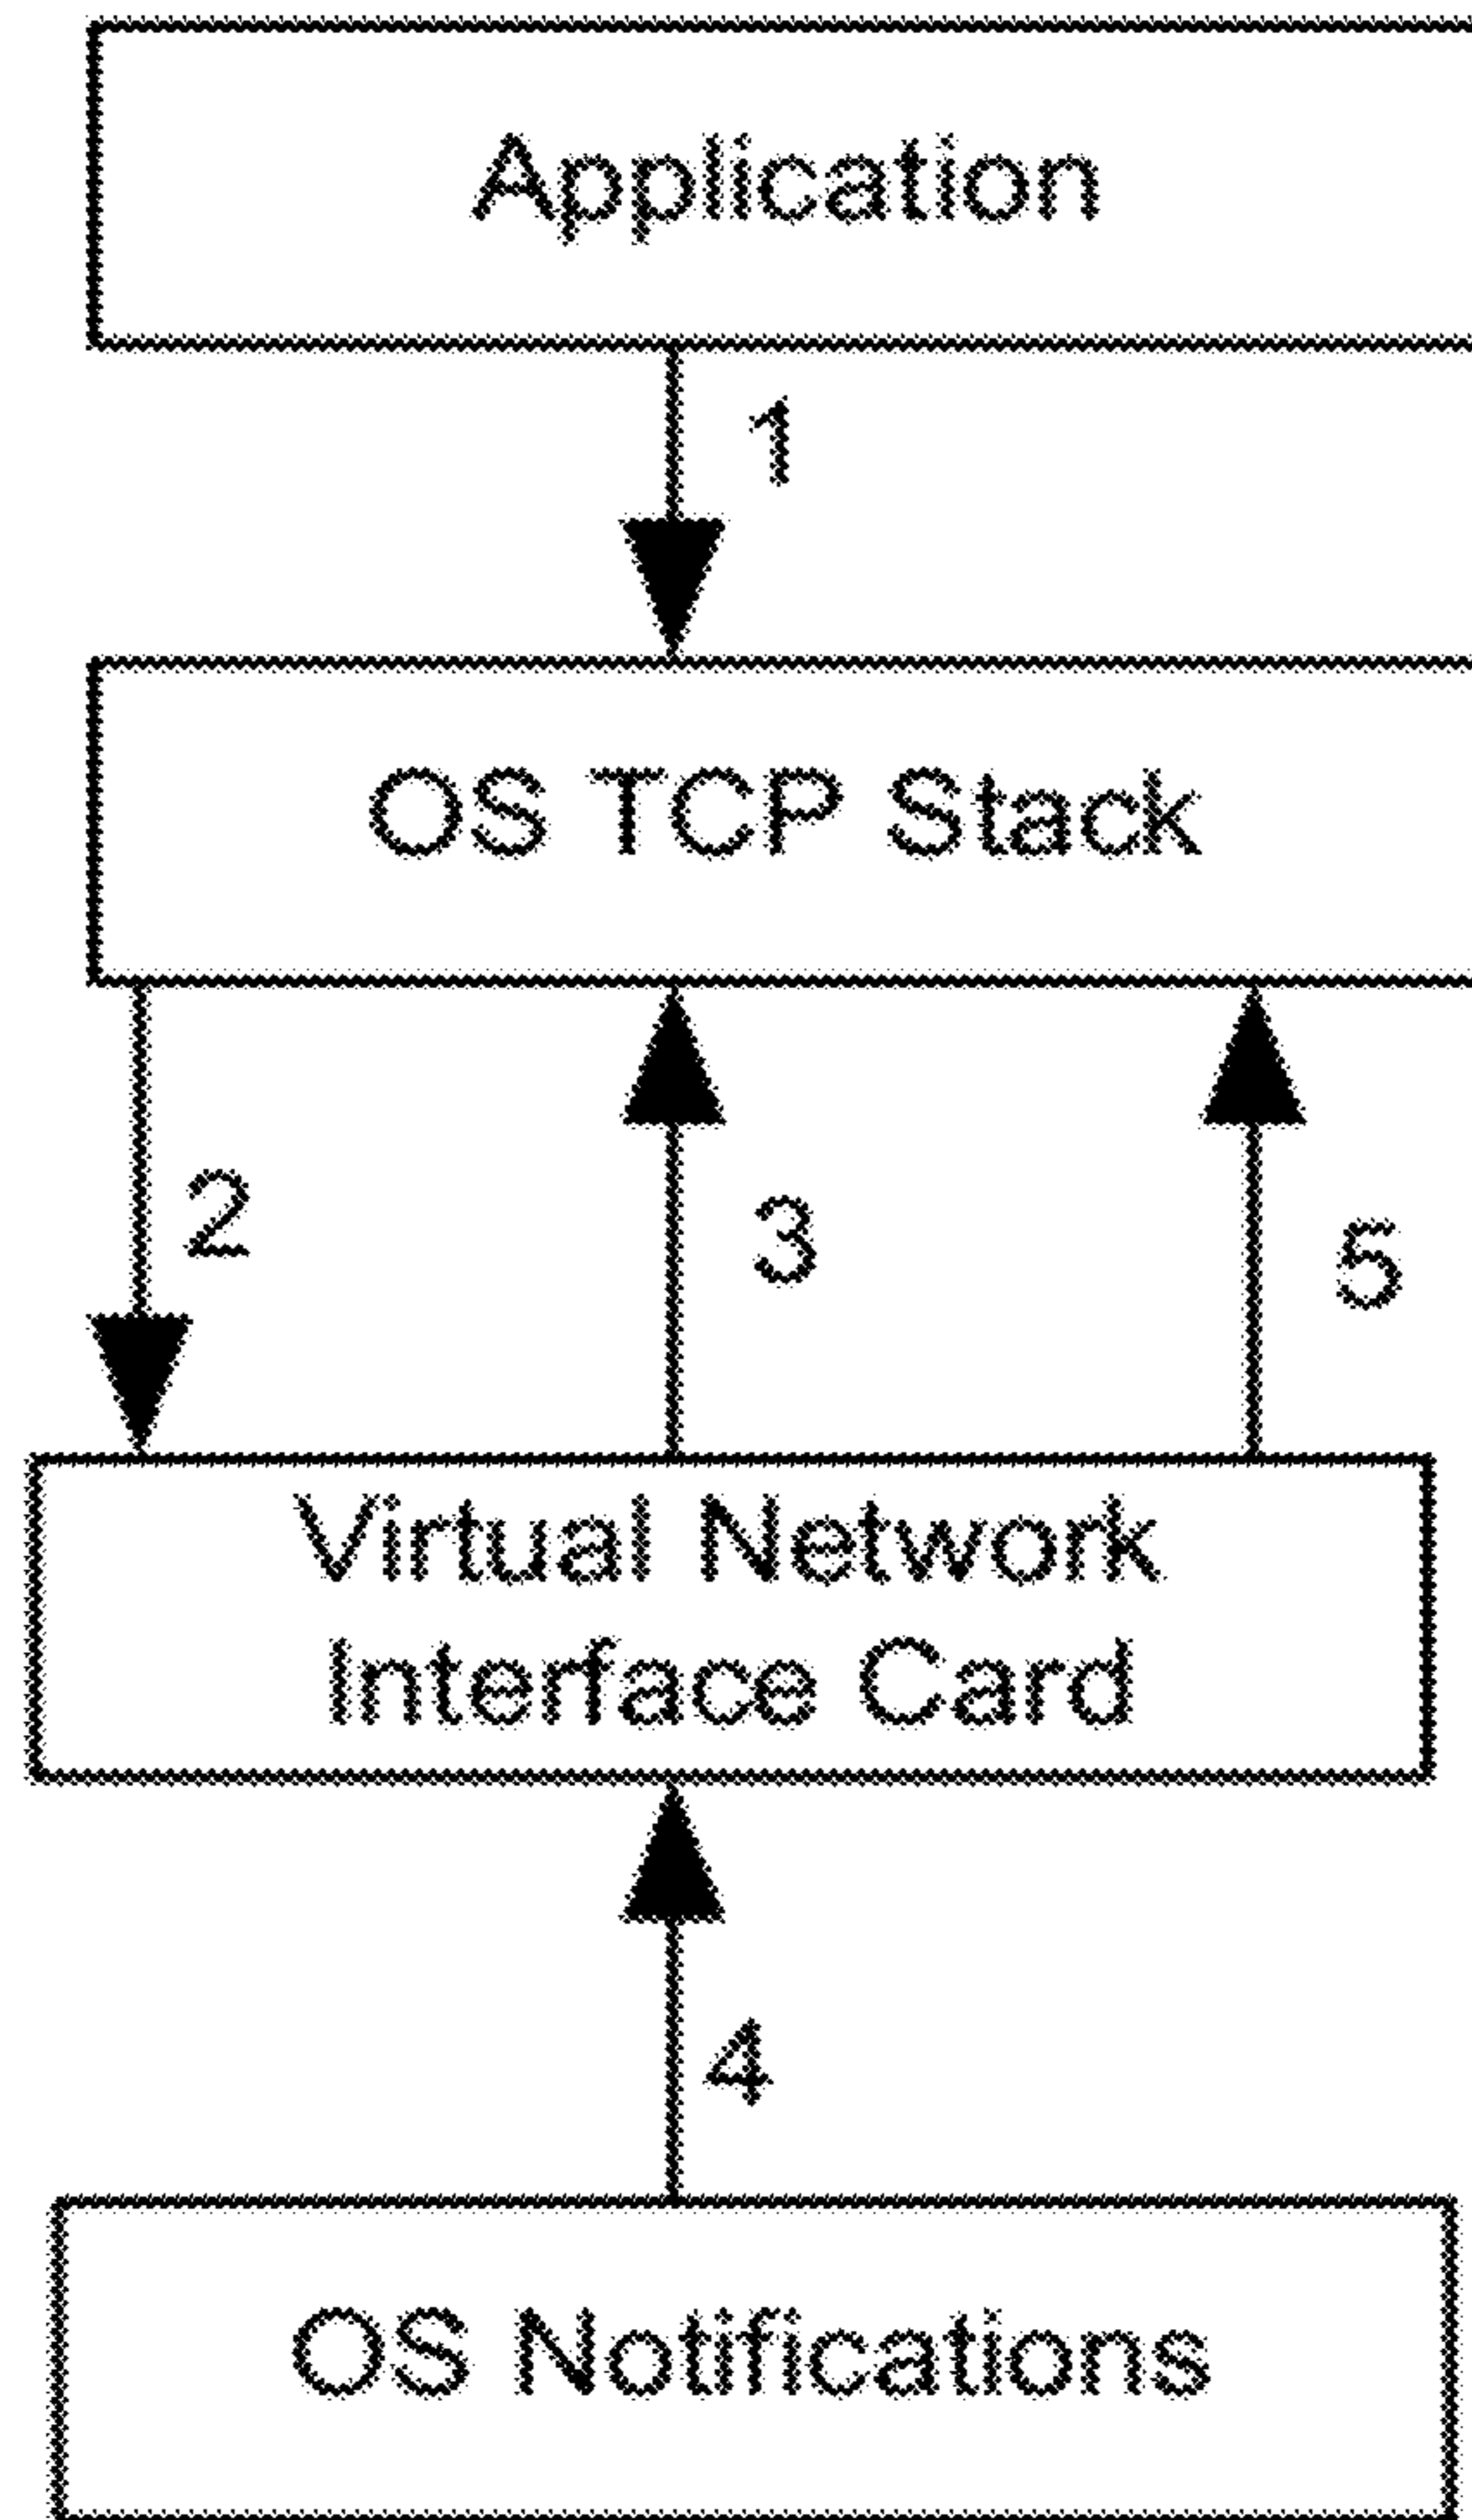 Application
1
OS TCP Stack
2
3
5
Virtual Network
Interface Card
4
OS Notifications